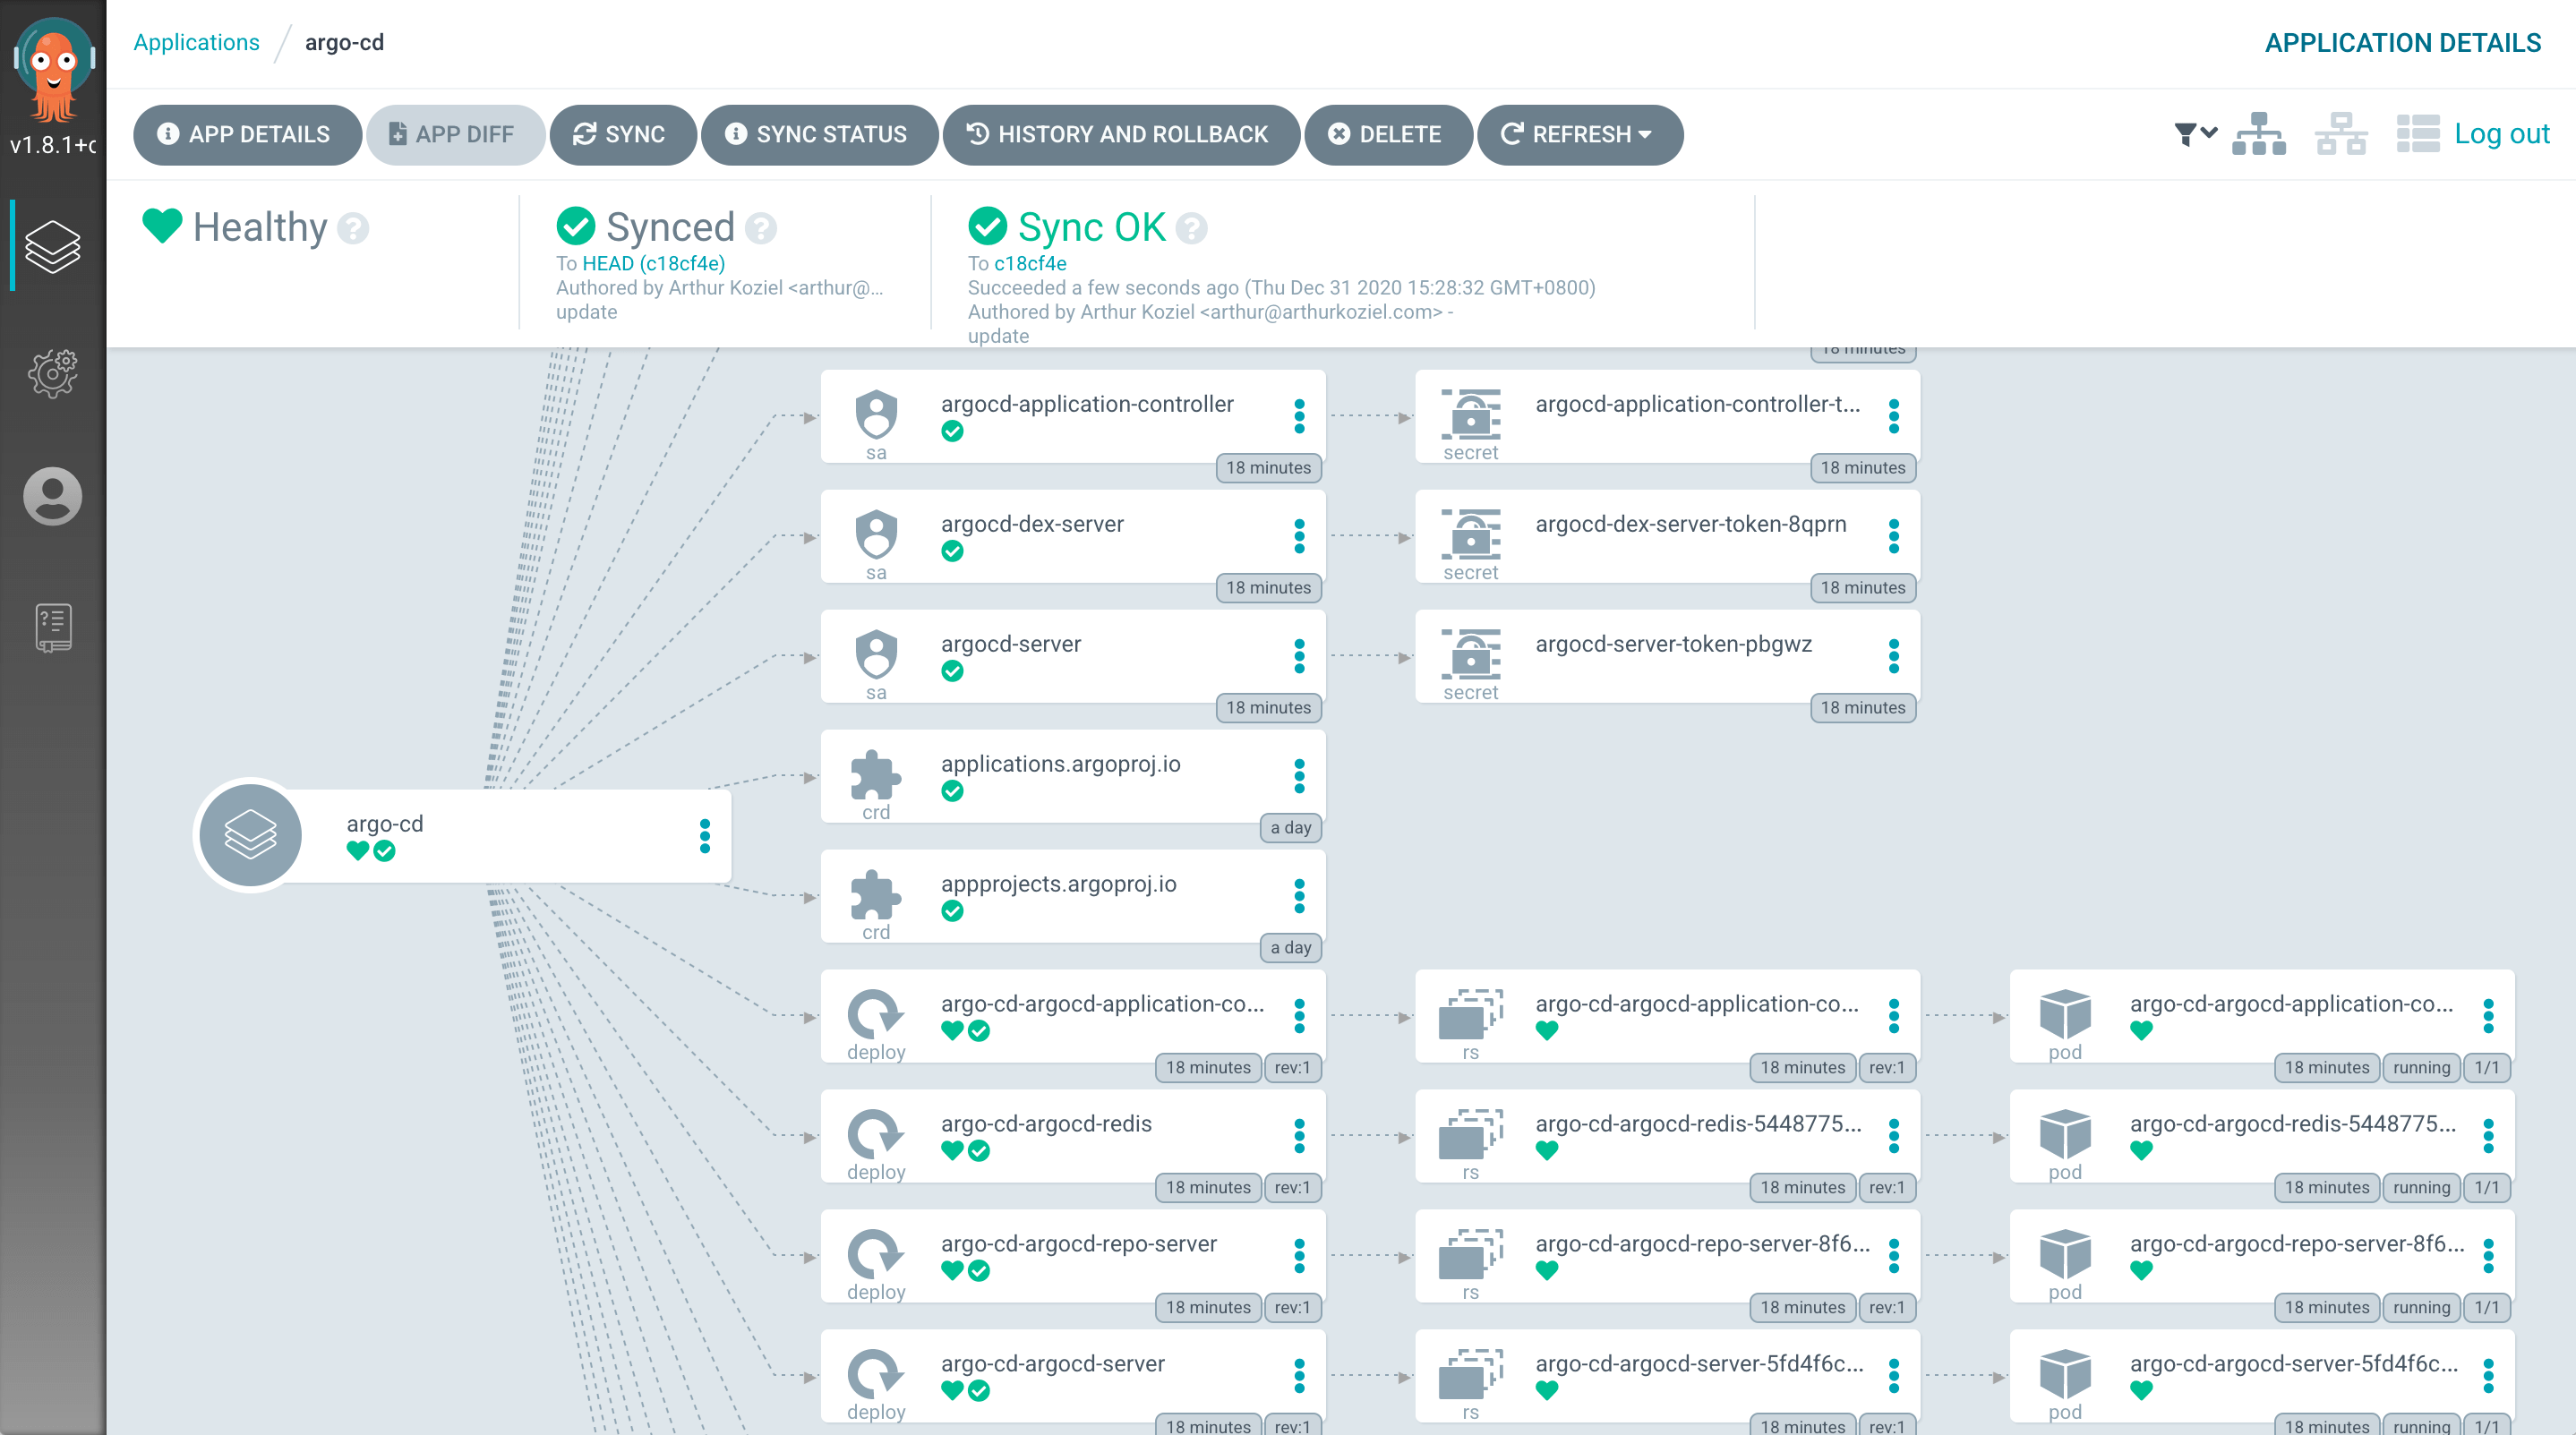 Applications / argo-cd
APPLICATION DETAILS
v1.8.1+c
APP DETAILS
APP DIFF
SYNC
SYNC STATUS
HISTORY AND ROLLBACK
DELETE
REFRESH
Log out
Healthy ?
Synced ?
To HEAD (c18cf4e)
Authored by Arthur Koziel <arthur@...
update
Sync OK ?
To c18cf4e
Succeeded a few seconds ago (Thu Dec 31 2020 15:28:32 GMT+0800)
Authored by Arthur Koziel <arthur@arthurkoziel.com> -
update
18 minutes
argocd-application-controller
sa
18 minutes
argocd-application-controller-t...
secret
18 minutes
argocd-dex-server
sa
18 minutes
argocd-dex-server-token-8qprn
secret
18 minutes
argocd-server
sa
18 minutes
argocd-server-token-pbgwz
secret
18 minutes
applications.argoproj.io
crd
a day
argo-cd
appprojects.argoproj.io
crd
a day
argo-cd-argocd-application-co...
deploy
18 minutes rev:1
argo-cd-argocd-application-co...
rs
18 minutes rev:1
argo-cd-argocd-application-co...
pod
18 minutes running 1/1
argo-cd-argocd-redis
deploy
18 minutes rev:1
argo-cd-argocd-redis-5448775...
rs
18 minutes rev:1
argo-cd-argocd-redis-5448775...
pod
18 minutes running 1/1
argo-cd-argocd-repo-server
deploy
18 minutes rev:1
argo-cd-argocd-repo-server-8f6...
rs
18 minutes rev:1
argo-cd-argocd-repo-server-8f6...
pod
18 minutes running 1/1
argo-cd-argocd-server
deploy
18 minutes rev:1
argo-cd-argocd-server-5fd4f6c...
rs
18 minutes rev:1
argo-cd-argocd-server-5fd4f6c...
pod
18 minutes running 1/1